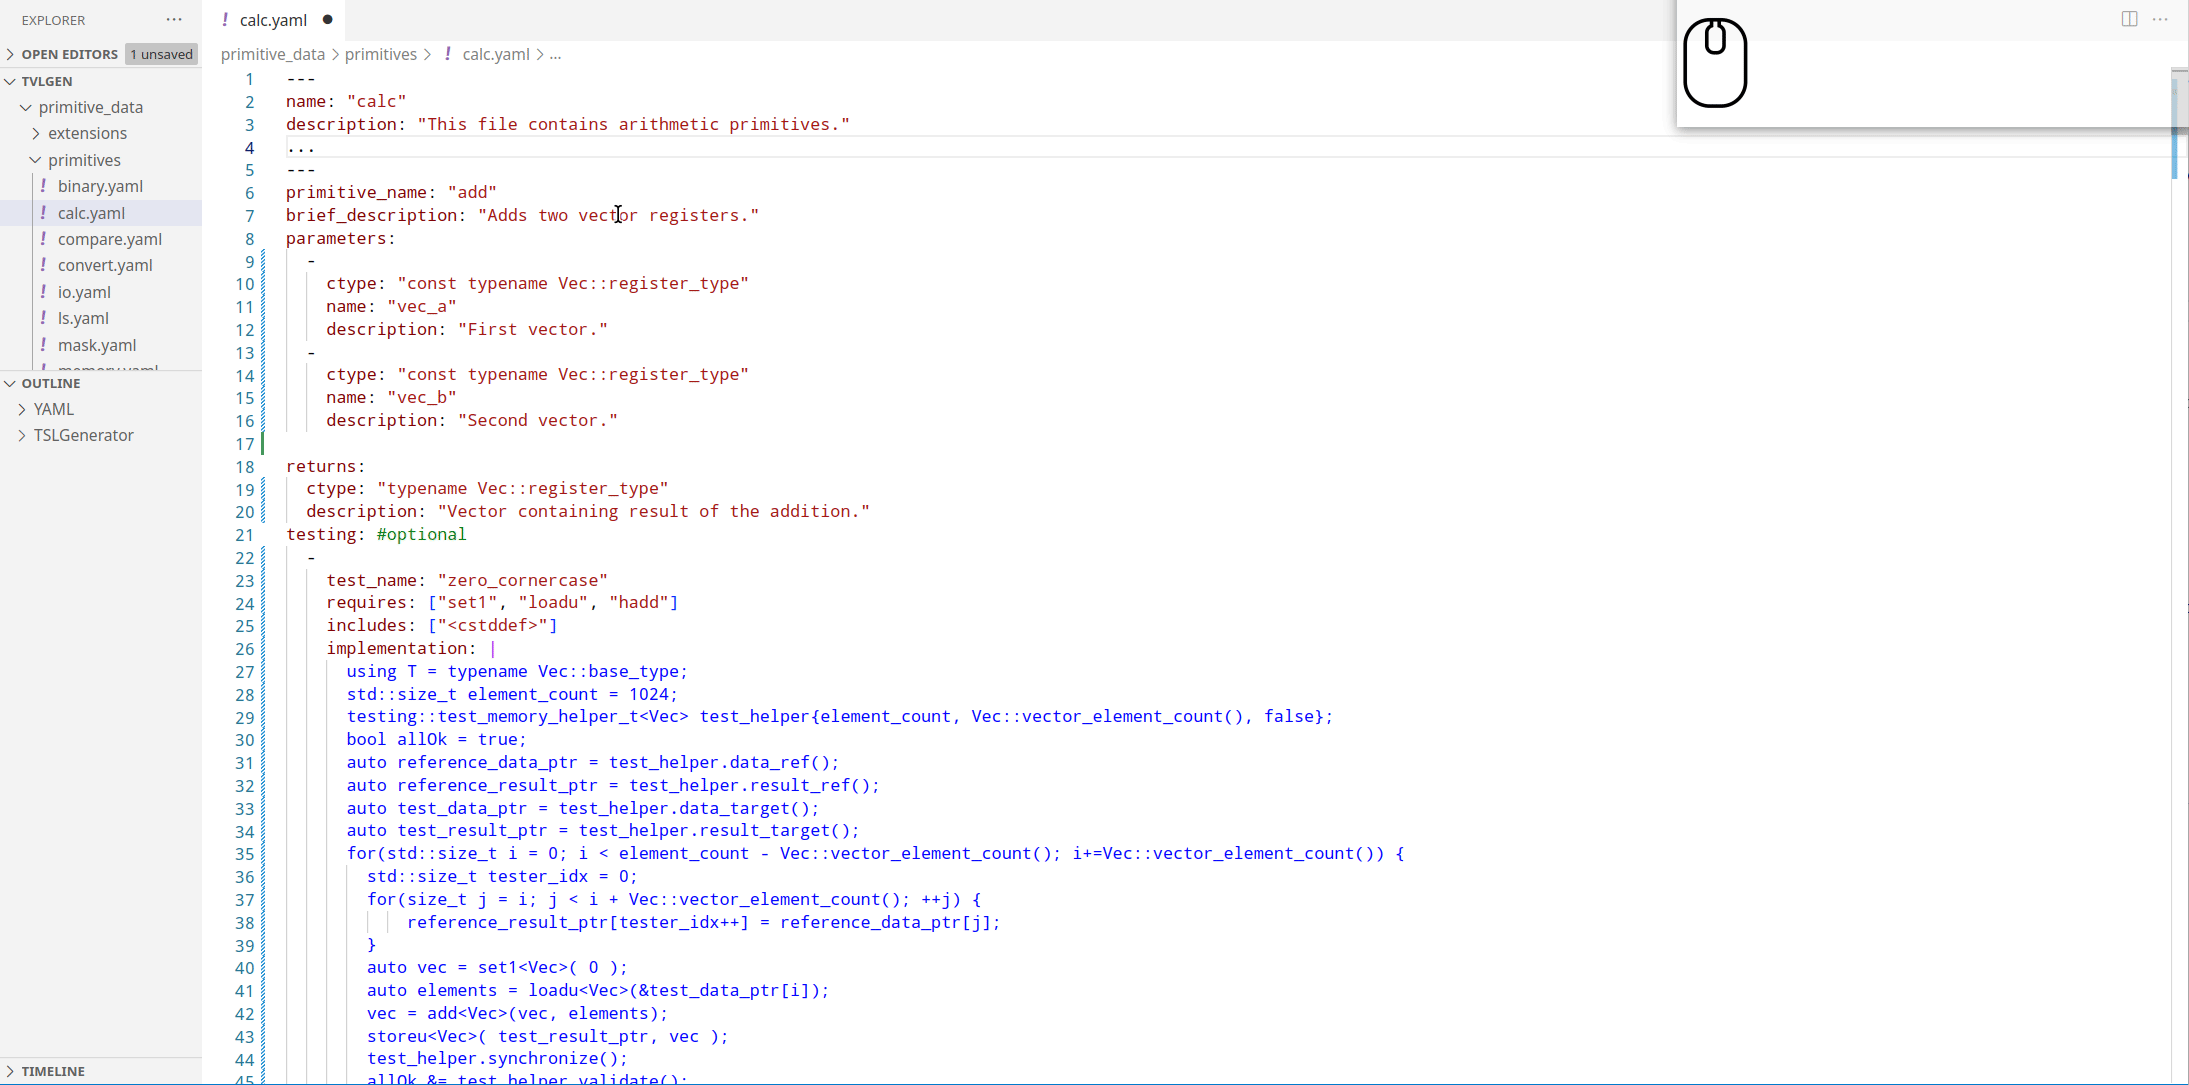 EXPLORER
OPEN EDITORS 1 unsaved
TVLGEN
primitive_data
extensions
primitives
! binary.yaml
! calc.yaml
! compare.yaml
! convert.yaml
! io.yaml
! ls.yaml
! mask.yaml
! memory.yaml
OUTLINE
YAML
TSLGenerator
TIMELINE
! calc.yaml
primitive_data > primitives > ! calc.yaml > ...
1 ---
2 name: "calc"
3 description: "This file contains arithmetic primitives."
4 ...
5 ---
6 primitive_name: "add"
7 brief_description: "Adds two vector registers."
8 parameters:
9 -
10 ctype: "const typename Vec::register_type"
11 name: "vec_a"
12 description: "First vector."
13 -
14 ctype: "const typename Vec::register_type"
15 name: "vec_b"
16 description: "Second vector."
17
18 returns:
19 ctype: "typename Vec::register_type"
20 description: "Vector containing result of the addition."
21 testing: #optional
22 -
23 test_name: "zero_cornercase"
24 requires: ["set1", "loadu", "hadd"]
25 includes: ["<cstddef>"]
26 implementation: |
27 using T = typename Vec::base_type;
28 std::size_t element_count = 1024;
29 testing::test_memory_helper_t<Vec> test_helper{element_count, Vec::vector_element_count(), false};
30 bool allOk = true;
31 auto reference_data_ptr = test_helper.data_ref();
32 auto reference_result_ptr = test_helper.result_ref();
33 auto test_data_ptr = test_helper.data_target();
34 auto test_result_ptr = test_helper.result_target();
35 for(std::size_t i = 0; i < element_count - Vec::vector_element_count(); i+=Vec::vector_element_count()) {
36 std::size_t tester_idx = 0;
37 for(size_t j = i; j < i + Vec::vector_element_count(); ++j) {
38 reference_result_ptr[tester_idx++] = reference_data_ptr[j];
39 }
40 auto vec = set1<Vec>( 0 );
41 auto elements = loadu<Vec>(&test_data_ptr[i]);
42 vec = add<Vec>(vec, elements);
43 storeu<Vec>( test_result_ptr, vec );
44 test_helper.synchronize();
45 allOk &= test_helper.validate();